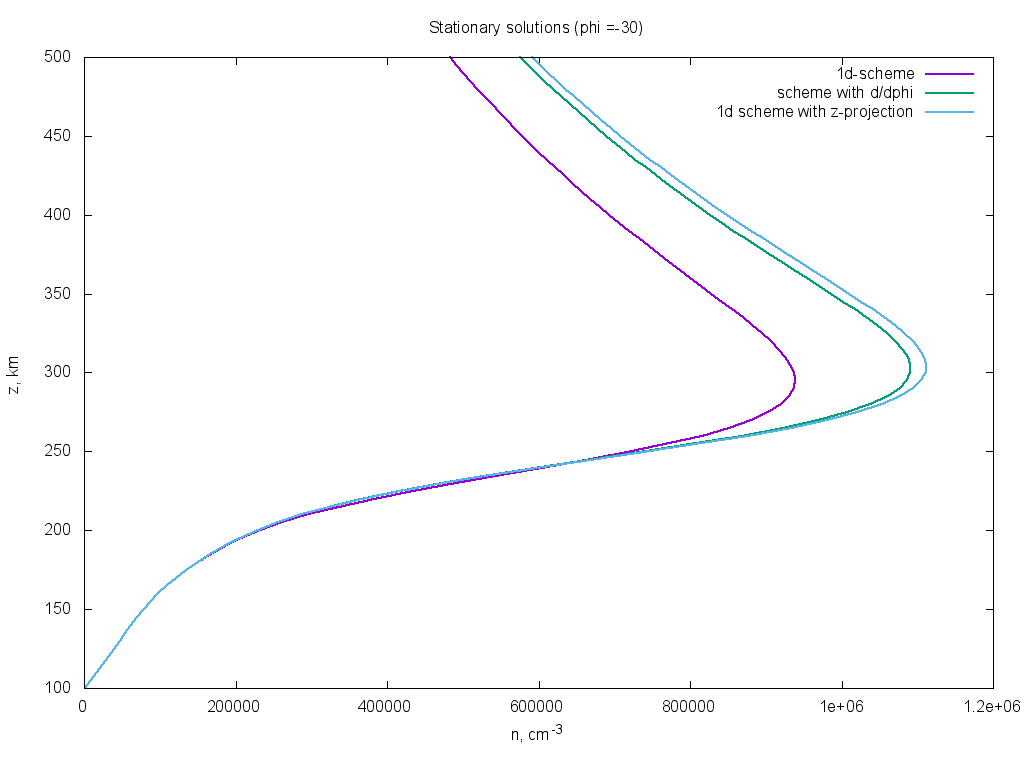 Stationary solutions (phi =-30)
500
1d-scheme
scheme with d/dphi
1d scheme with z-projection
450
400
350
z, km
300
250
200
150
100
0 200000 400000 600000 800000 1e+06 1.2e+06
n, cm-3